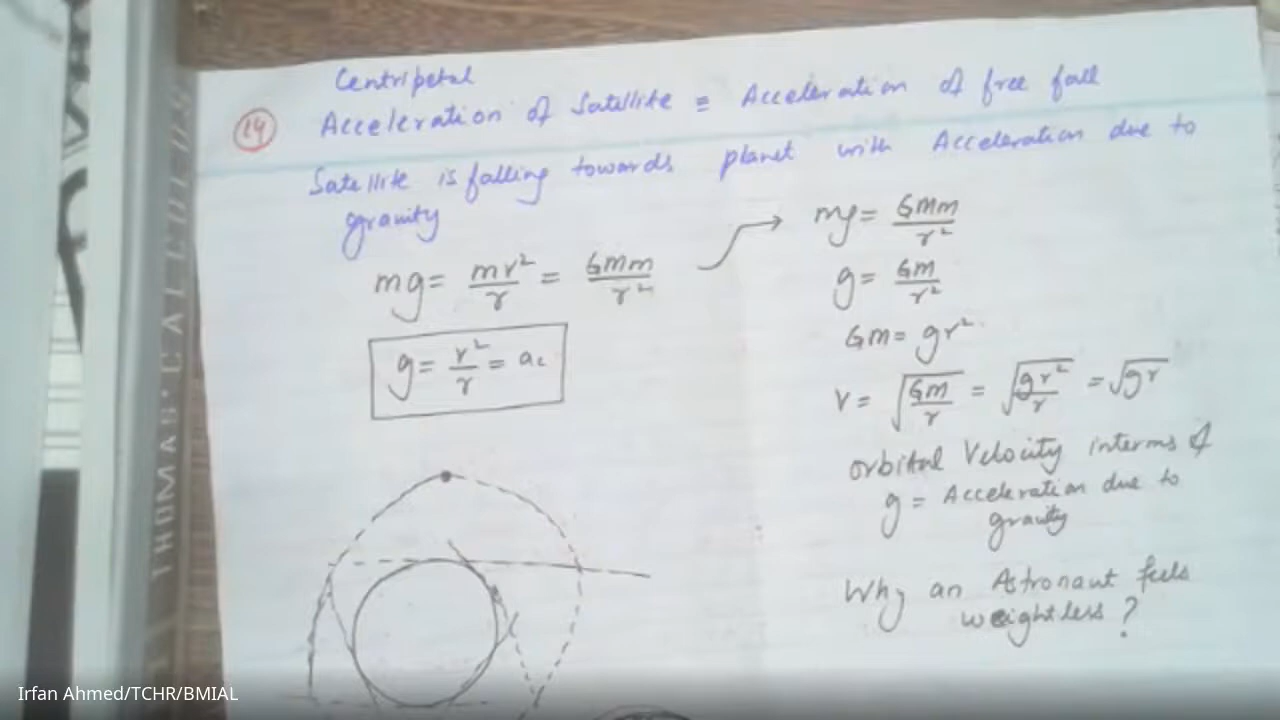 Centripetal
14
Acceleration of Satellite = Acceleration of free fall
Satellite is falling towards planet with Acceleration due to
gravity
mg = mv²/r = GMm/r²
g = v²/r = ac
mg = GMm/r²
g = GM/r²
GM = gr²
V = √GM/r = √gr²/r = √gr
Orbital Velocity interms of
g = Acceleration due to
gravity
Why an Astronaut feels
weightless?
THOMAS' CALCULUS
Irfan Ahmed/TCHR/BMIAL